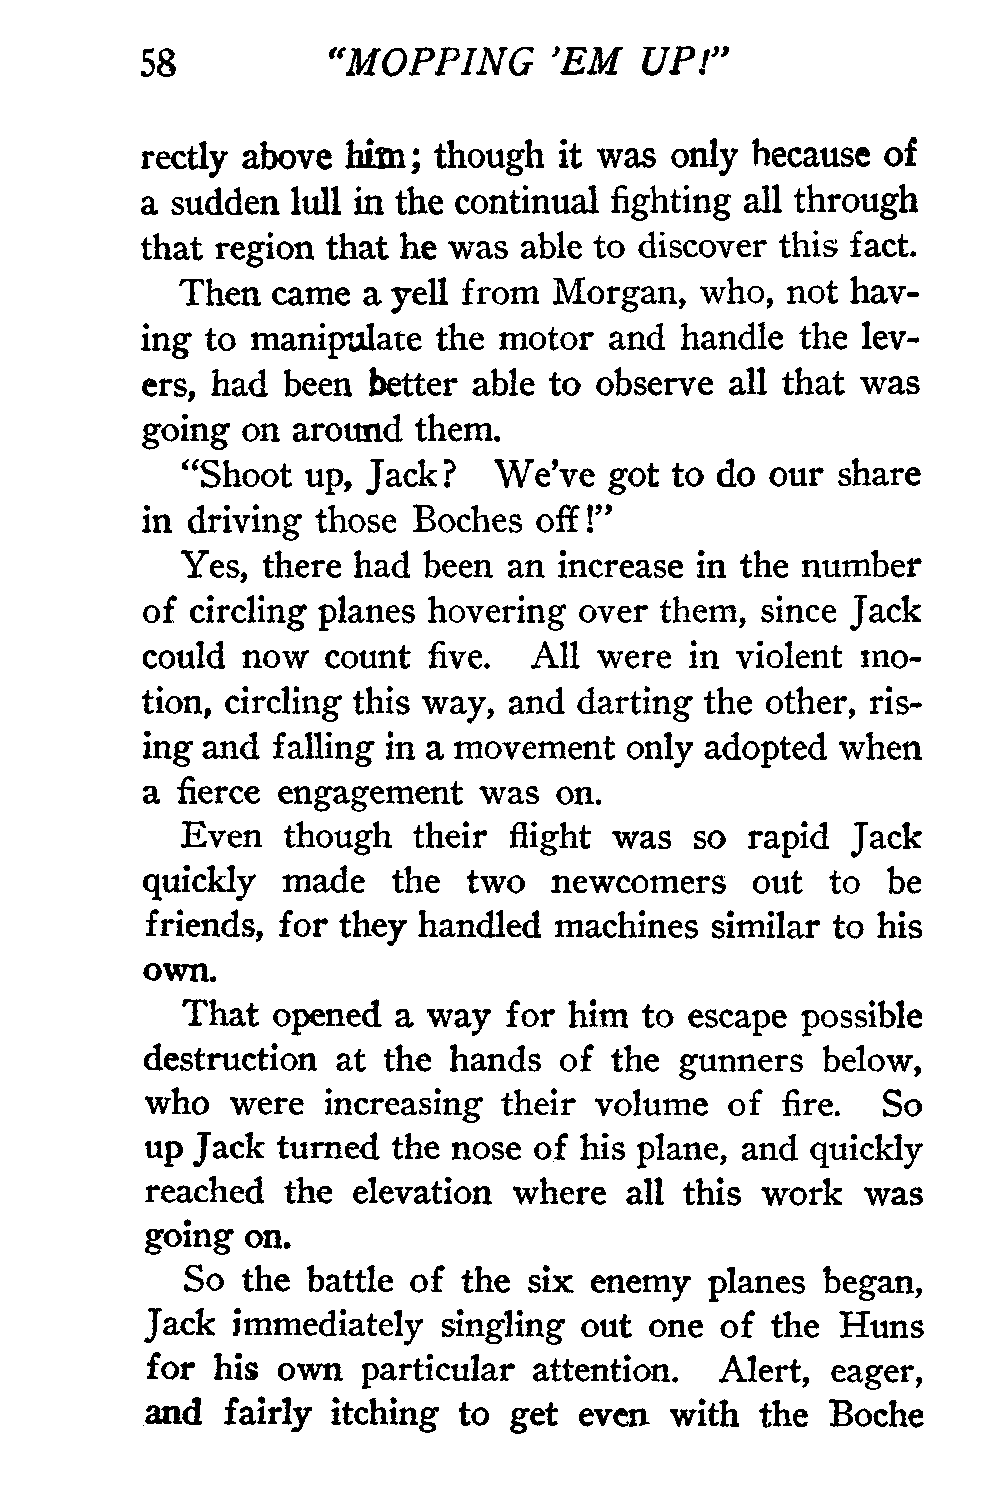 58 "MOPPING 'EM UP!"
rectly above him; though it was only because of
a sudden lull in the continual fighting all through
that region that he was able to discover this fact.
Then came a yell from Morgan, who, not hav-
ing to manipulate the motor and handle the lev-
ers, had been better able to observe all that was
going on around them.
"Shoot up, Jack? We've got to do our share
in driving those Boches off!"
Yes, there had been an increase in the number
of circling planes hovering over them, since Jack
could now count five. All were in violent mo-
tion, circling this way, and darting the other, ris-
ing and falling in a movement only adopted when
a fierce engagement was on.
Even though their flight was so rapid Jack
quickly made the two newcomers out to be
friends, for they handled machines similar to his
own.
That opened a way for him to escape possible
destruction at the hands of the gunners below,
who were increasing their volume of fire. So
up Jack turned the nose of his plane, and quickly
reached the elevation where all this work was
going on.
So the battle of the six enemy planes began,
Jack immediately singling out one of the Huns
for his own particular attention. Alert, eager,
and fairly itching to get even with the Boche